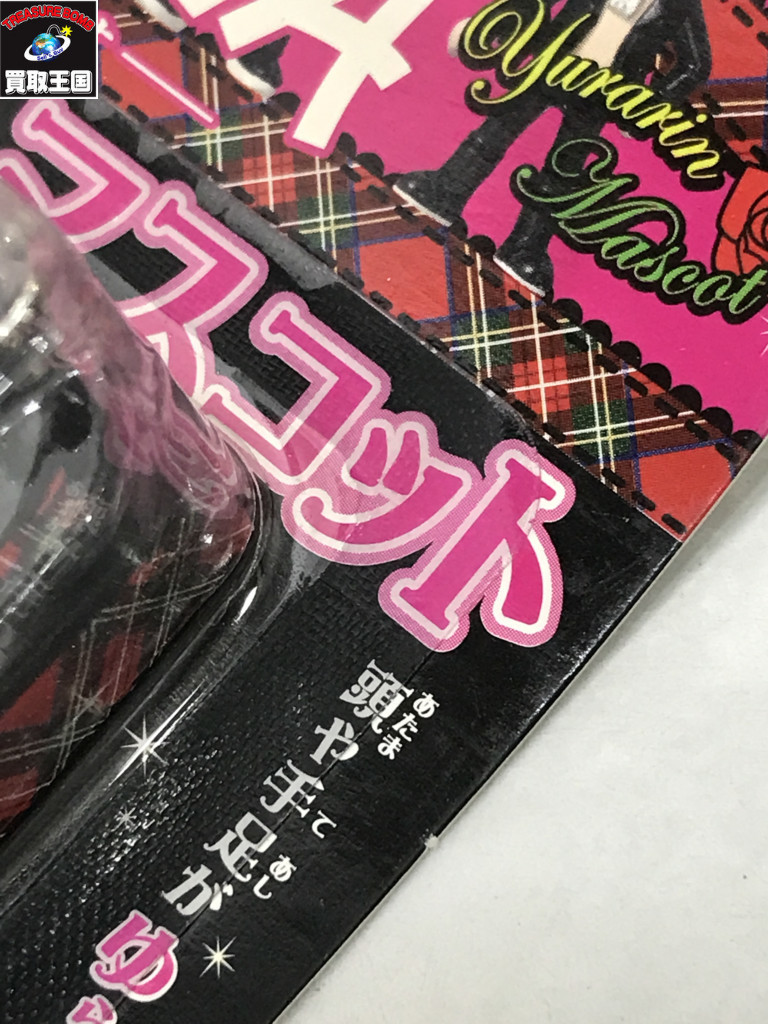 TREASURE BOMB
買取王国
Yurarin
Mascot
スコット
頭や手足が
あたま
て
あし
ゆ